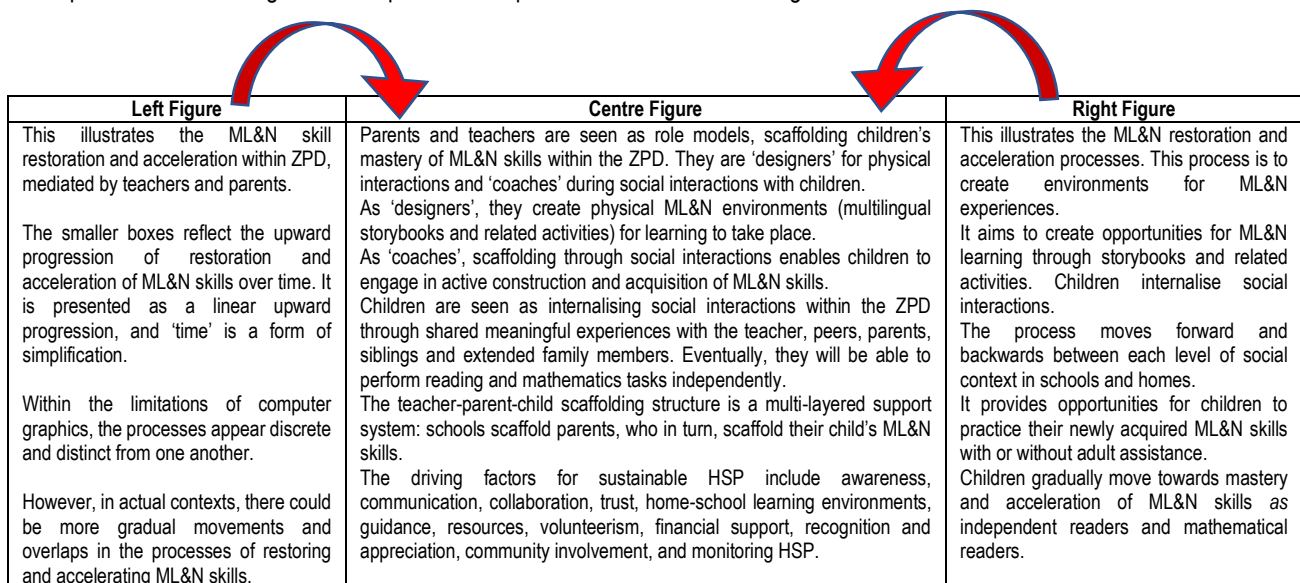 Left Figure
Centre Figure
Right Figure
This illustrates the ML&N skill
restoration and acceleration within ZPD,
mediated by teachers and parents.
The smaller boxes reflect the upward
progression of restoration and
acceleration of ML&N skills over time. It
is presented as a linear upward
progression, and ‘time’ is a form of
simplification.
Within the limitations of computer
graphics, the processes appear discrete
and distinct from one another.
However, in actual contexts, there could
be more gradual movements and
overlaps in the processes of restoring
and accelerating ML&N skills.
Parents and teachers are seen as role models, scaffolding children’s
mastery of ML&N skills within the ZPD. They are ‘designers’ for physical
interactions and ‘coaches’ during social interactions with children.
As ‘designers’, they create physical ML&N environments (multilingual
storybooks and related activities) for learning to take place.
As ‘coaches’, scaffolding through social interactions enables children to
engage in active construction and acquisition of ML&N skills.
Children are seen as internalising social interactions within the ZPD
through shared meaningful experiences with the teacher, peers, parents,
siblings and extended family members. Eventually, they will be able to
perform reading and mathematics tasks independently.
The teacher-parent-child scaffolding structure is a multi-layered support
system: schools scaffold parents, who in turn, scaffold their child’s ML&N
skills.
The driving factors for sustainable HSP include awareness,
communication, collaboration, trust, home-school learning environments,
guidance, resources, volunteerism, financial support, recognition and
appreciation, community involvement, and monitoring HSP.
This illustrates the ML&N restoration and
acceleration processes. This process is to
create environments for ML&N
experiences.
It aims to create opportunities for ML&N
learning through storybooks and related
activities. Children internalise social
interactions.
The process moves forward and
backwards between each level of social
context in schools and homes.
It provides opportunities for children to
practice their newly acquired ML&N skills
with or without adult assistance.
Children gradually move towards mastery
and acceleration of ML&N skills as
independent readers and mathematical
readers.